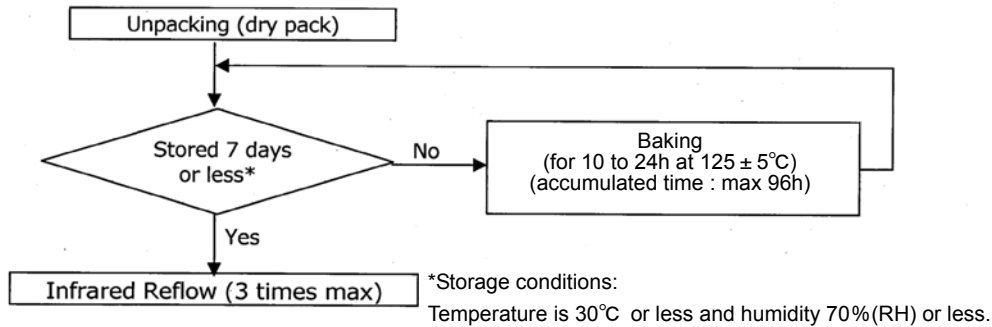 Unpacking (dry pack)
Stored 7 days
or less*
No
Baking
(for 10 to 24h at 125 ± 5℃)
(accumulated time : max 96h)
Yes
Infrared Reflow (3 times max)
*Storage conditions:
Temperature is 30℃ or less and humidity 70%(RH) or less.